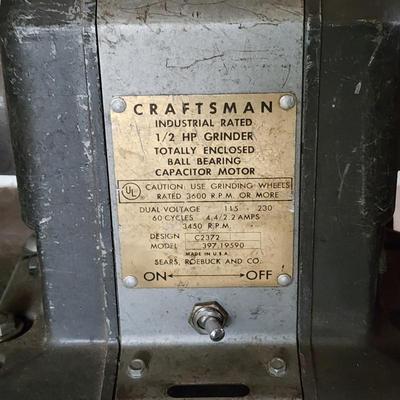 CRAFTSMAN
INDUSTRIAL RATED
1/2 HP GRINDER
TOTALLY ENCLOSED
BALL BEARING
CAPACITOR MOTOR
UL CAUTION: USE GRINDING WHEELS
RATED 3600 R.P.M. OR MORE
DUAL VOLTAGE 115 230
60 CYCLES 4.4/2.2 AMPS
3450 R.P.M.
DESIGN C2372
MODEL 397.19590
MADE IN U.S.A.
SEARS, ROEBUCK AND CO.
ON OFF